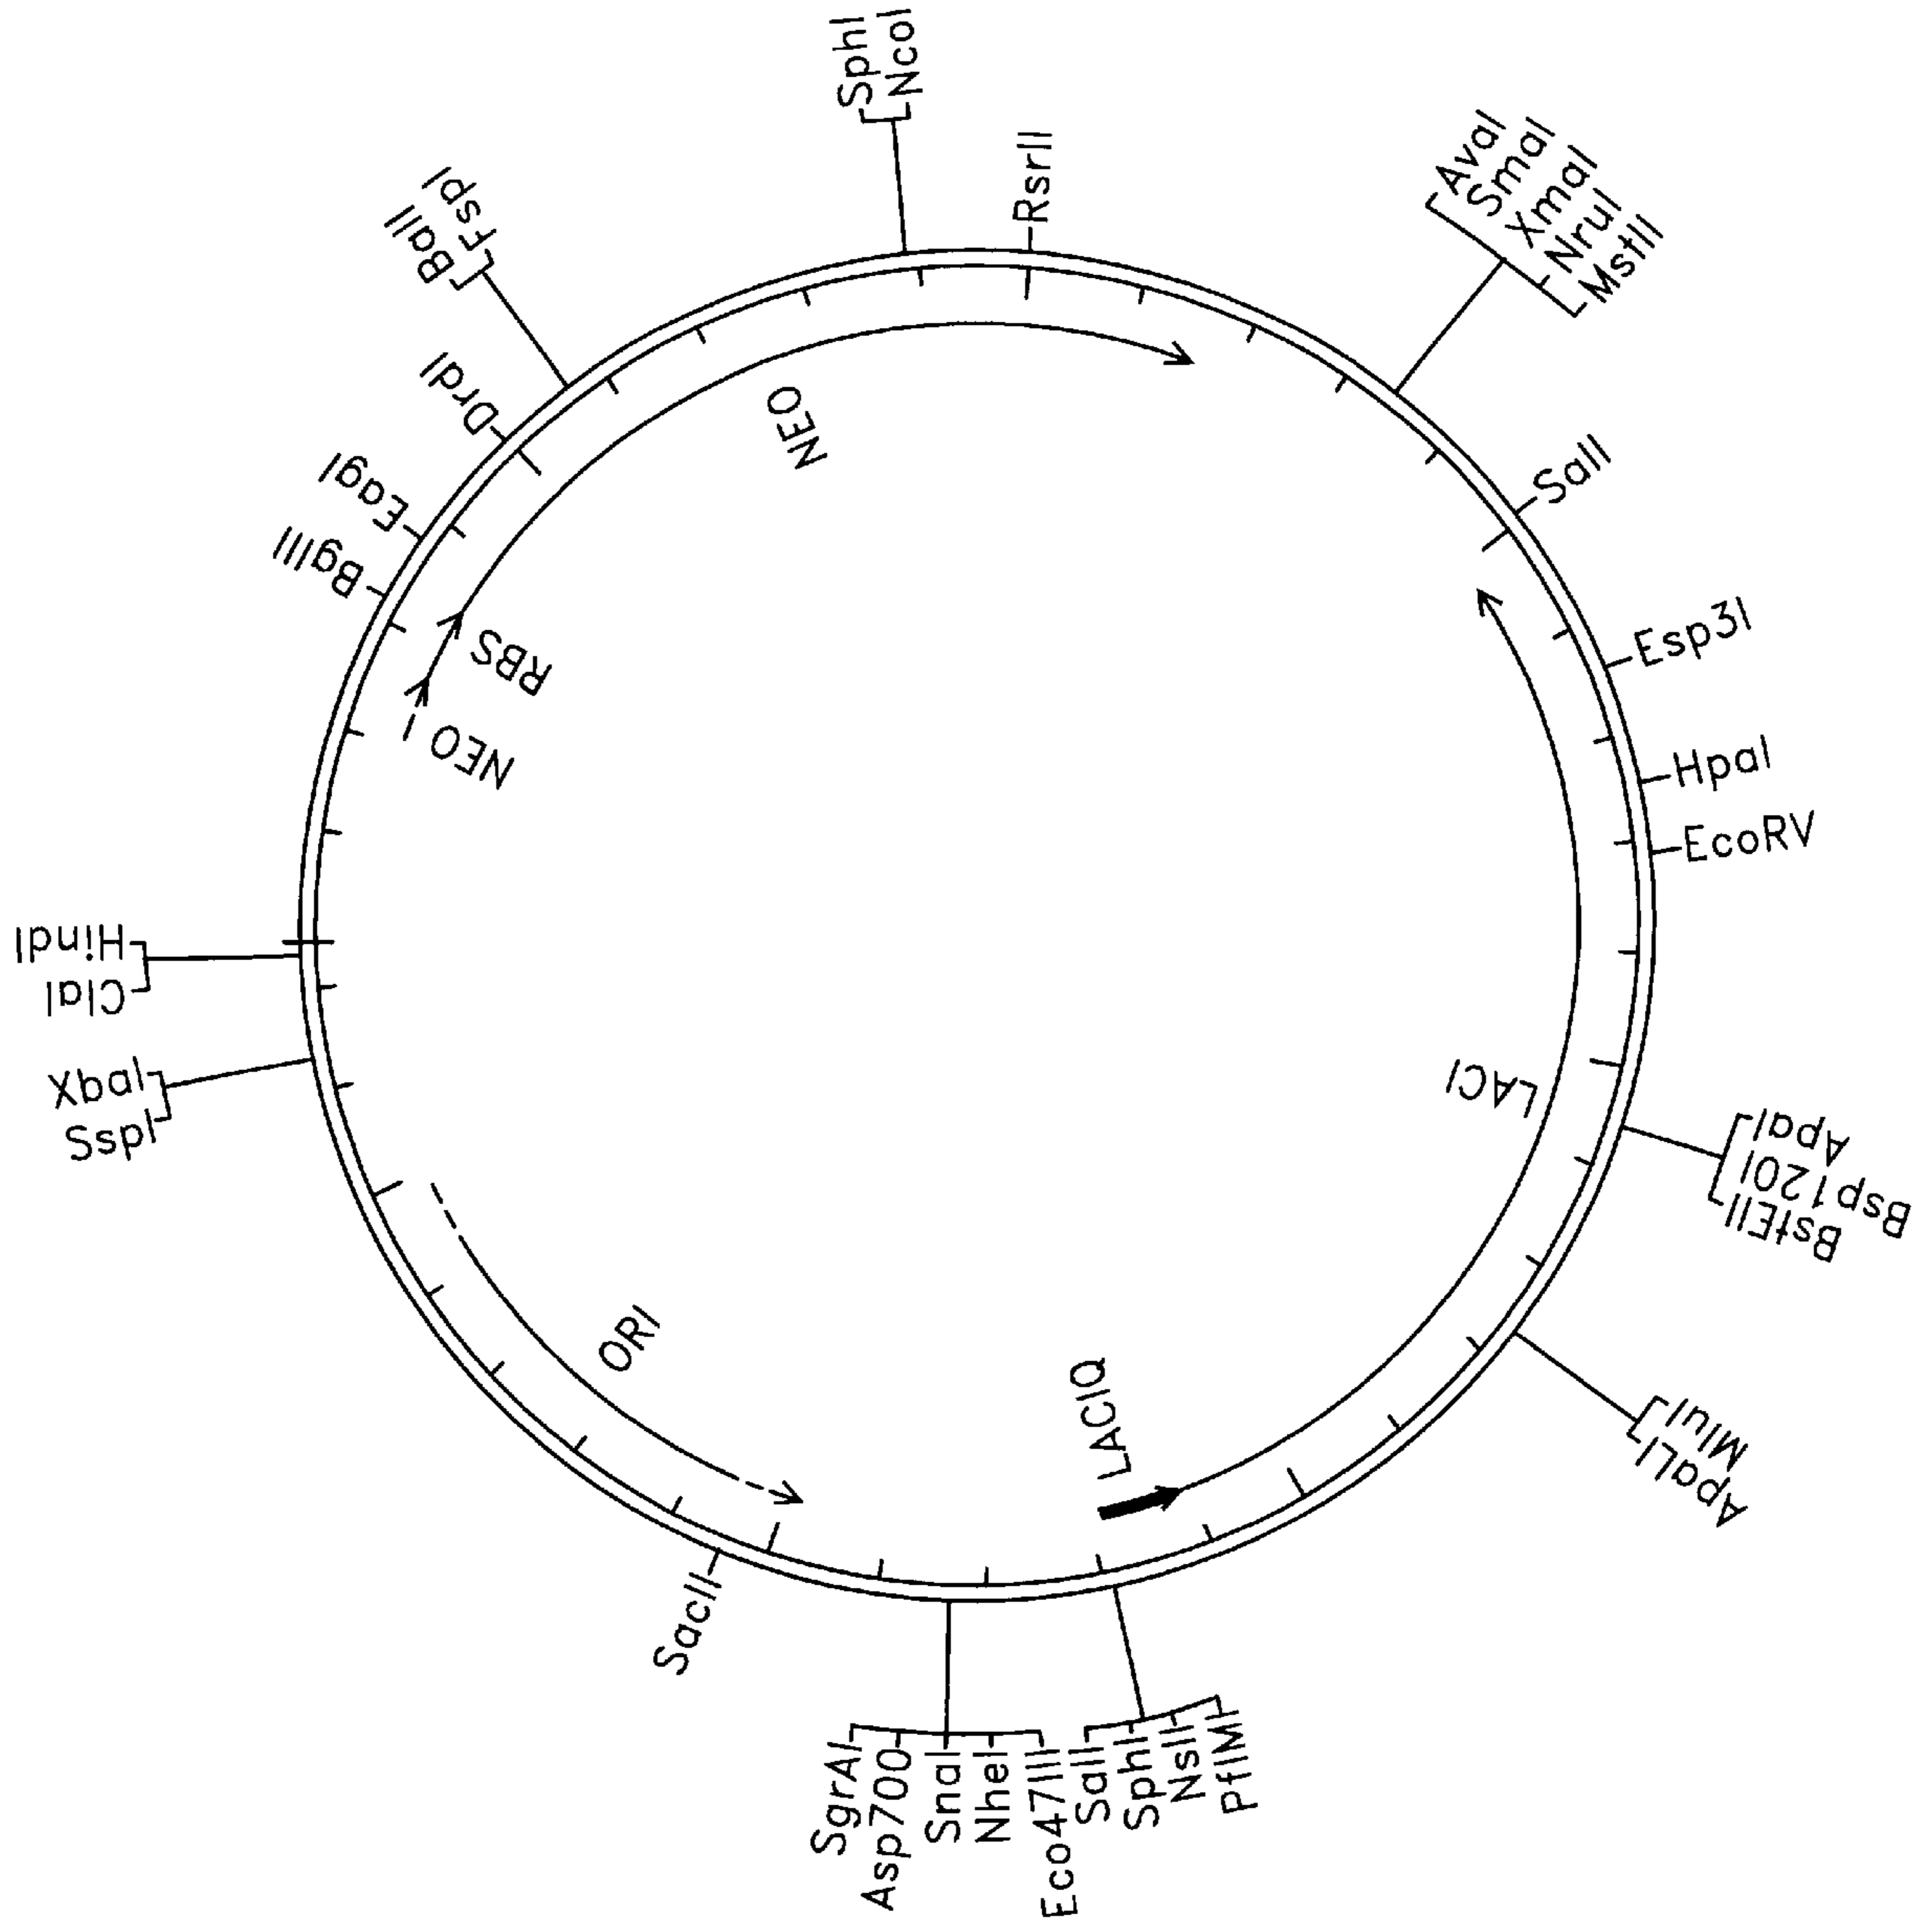 SphI
NcoI
RsrII
AvaI
SmaI
XmaI
NruI
MstII
SalI
Esp3I
HpaI
EcoRV
ApaI
Bsp120I
BstEII
MluI
ApaLI
PflMI
NsiI
SphI
SalI
Eco47III
NheI
SnaI
Asp700
SgrAI
SacII
SspI
XbaI
ClaI
HindI
BglII
EagI
DrdI
BalI
FspI
NEO
RBS
NEO
LACI
LACIQ
ORI